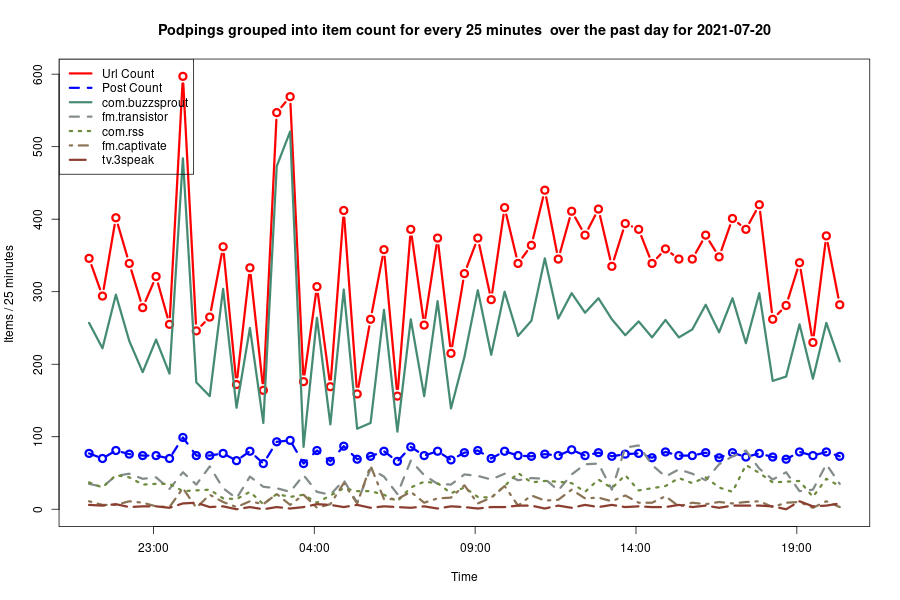 Podpings grouped into item count for every 25 minutes  over the past day for 2021-07-20
Url Count
Post Count
com.buzzsprout
fm.transistor
com.rss
fm.captivate
tv.3speak
600
500
400
300
200
100
0
Items / 25 minutes
23:00 04:00 09:00 14:00 19:00
Time